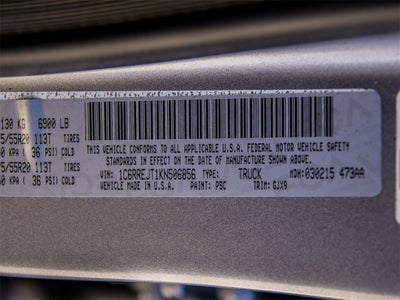 130 KG 6900 LB
5/55R20 113T TIRES
0 KPA ( 36 PSI) COLD
5/55R20 113T TIRES
0 KPA ( 36 PSI) COLD
THIS VEHICLE CONFORMS TO ALL APPLICABLE U.S.A. FEDERAL MOTOR VEHICLE SAFETY
STANDARDS IN EFFECT ON THE DATE OF MANUFACTURE SHOWN ABOVE.
VIN: 1C6RREJT1KN506856 TYPE: TRUCK MDH: 030215 473AA
VEHICLE MADE IN U.S.A. PAINT: PSC TRIM: GJX9